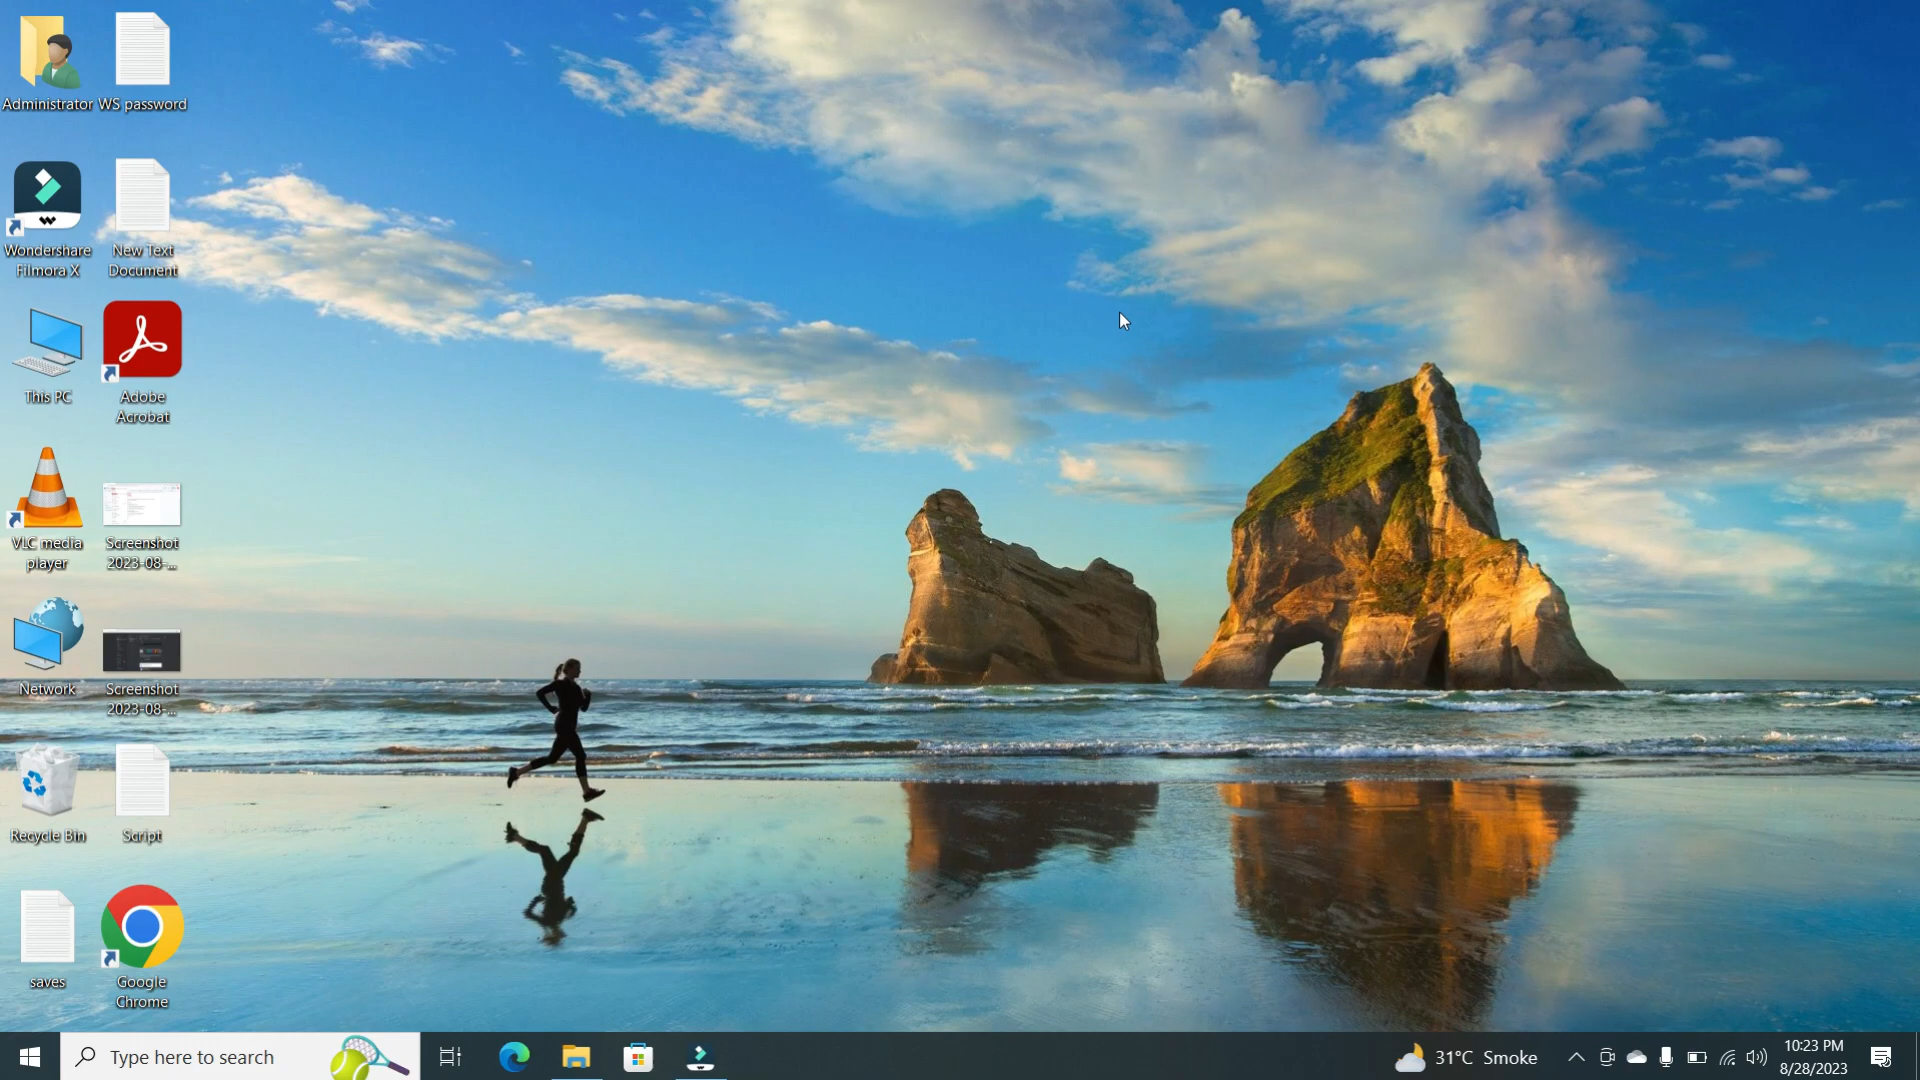 Administrator
WS password
Wondershare
Filmora X
New Text
Document
This PC
Adobe
Acrobat
VLC media
player
Screenshot
2023-08-...
Network
Screenshot
2023-08-...
Recycle Bin
Script
saves
Google
Chrome
Type here to search
31°C Smoke
10:23 PM
8/28/2023